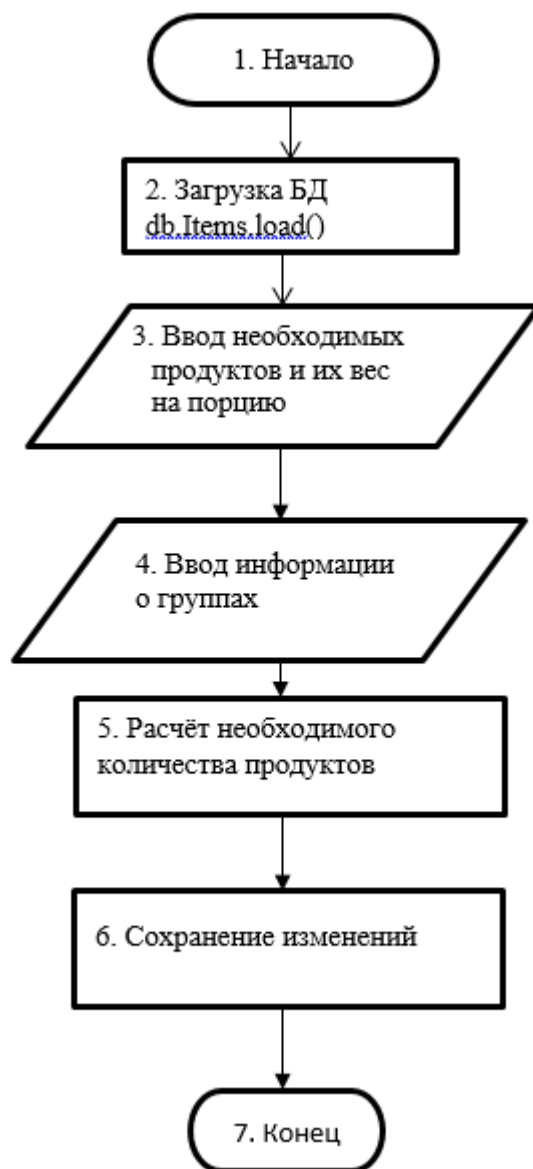 1. Начало
2. Загрузка БД
db.Items.load()
3. Ввод необходимых
продуктов и их вес
на порцию
4. Ввод информации
о группах
5. Расчёт необходимого
количества продуктов
6. Сохранение изменений
7. Конец